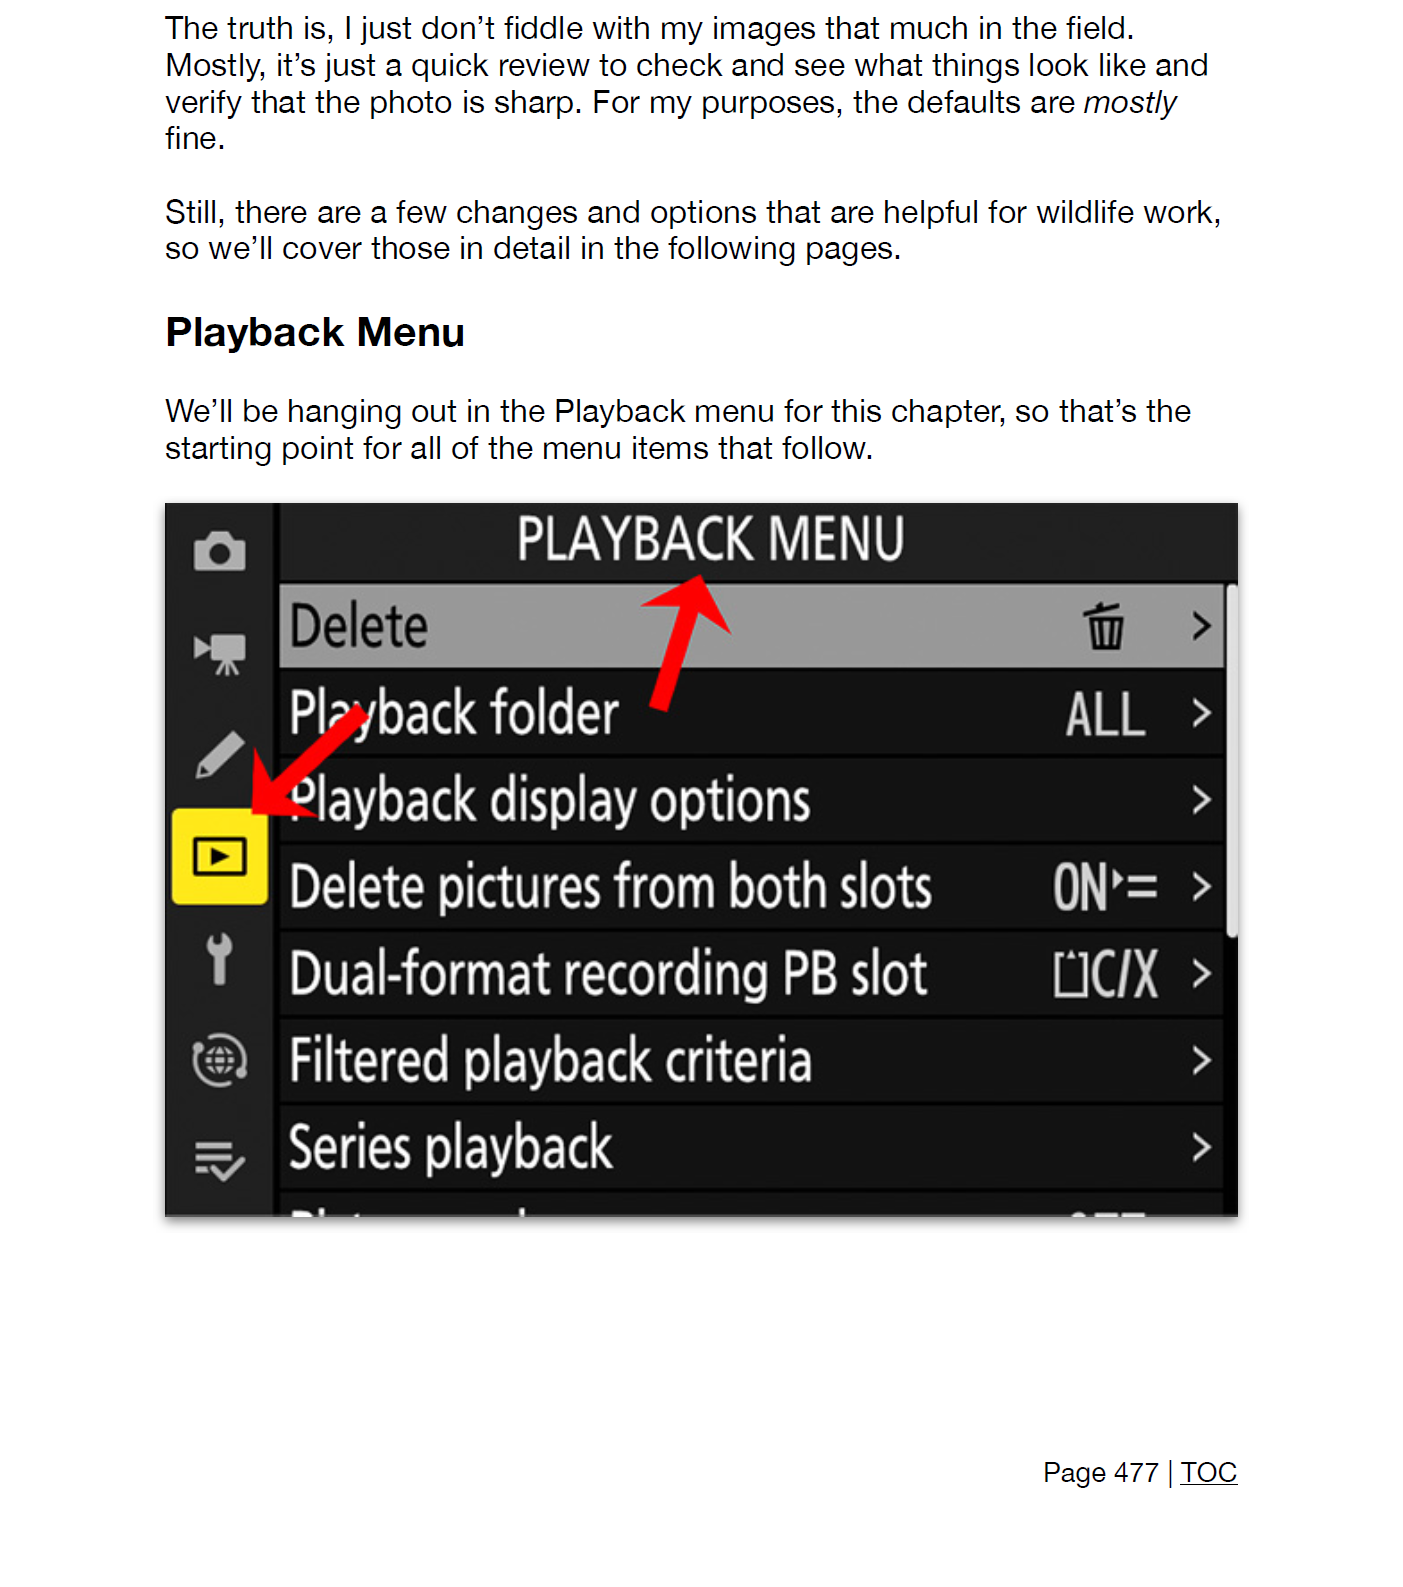 The truth is, I just don’t fiddle with my images that much in the field.
Mostly, it’s just a quick review to check and see what things look like and
verify that the photo is sharp. For my purposes, the defaults are mostly
fine.
Still, there are a few changes and options that are helpful for wildlife work,
so we’ll cover those in detail in the following pages.
Playback Menu
We’ll be hanging out in the Playback menu for this chapter, so that’s the
starting point for all of the menu items that follow.
PLAYBACK MENU
Delete
Playback folder ALL
Playback display options
Delete pictures from both slots ON
Dual-format recording PB slot C/X
Filtered playback criteria
Series playback
Page 477 | TOC